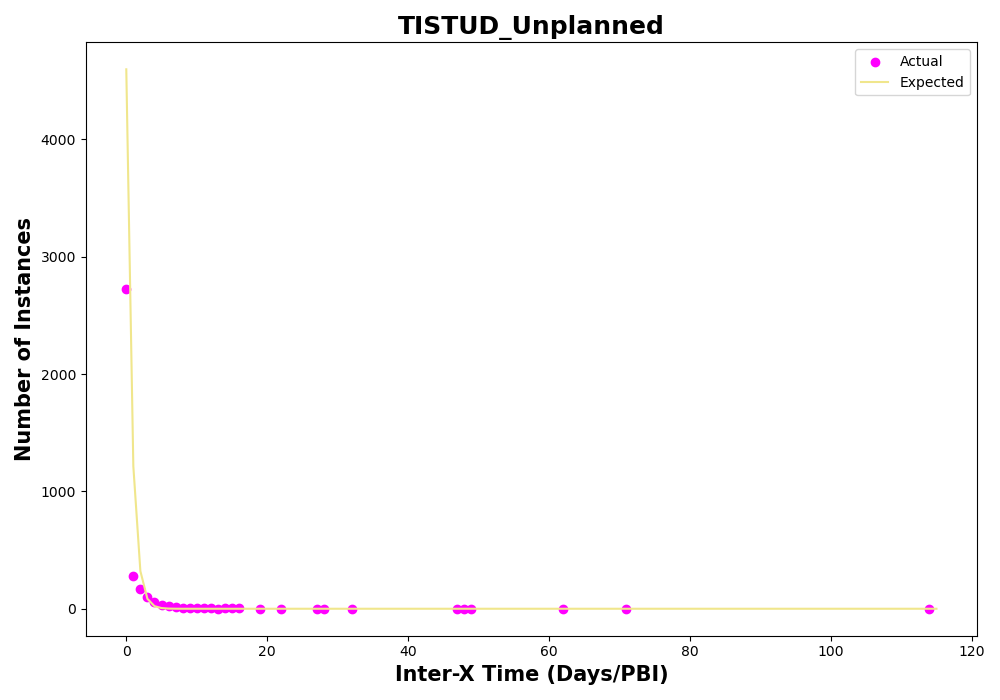 TISTUD_Unplanned
Actual
Expected
4000
3000
2000
1000
0
Number of Instances
0 20 40 60 80 100 120
Inter-X Time (Days/PBI)